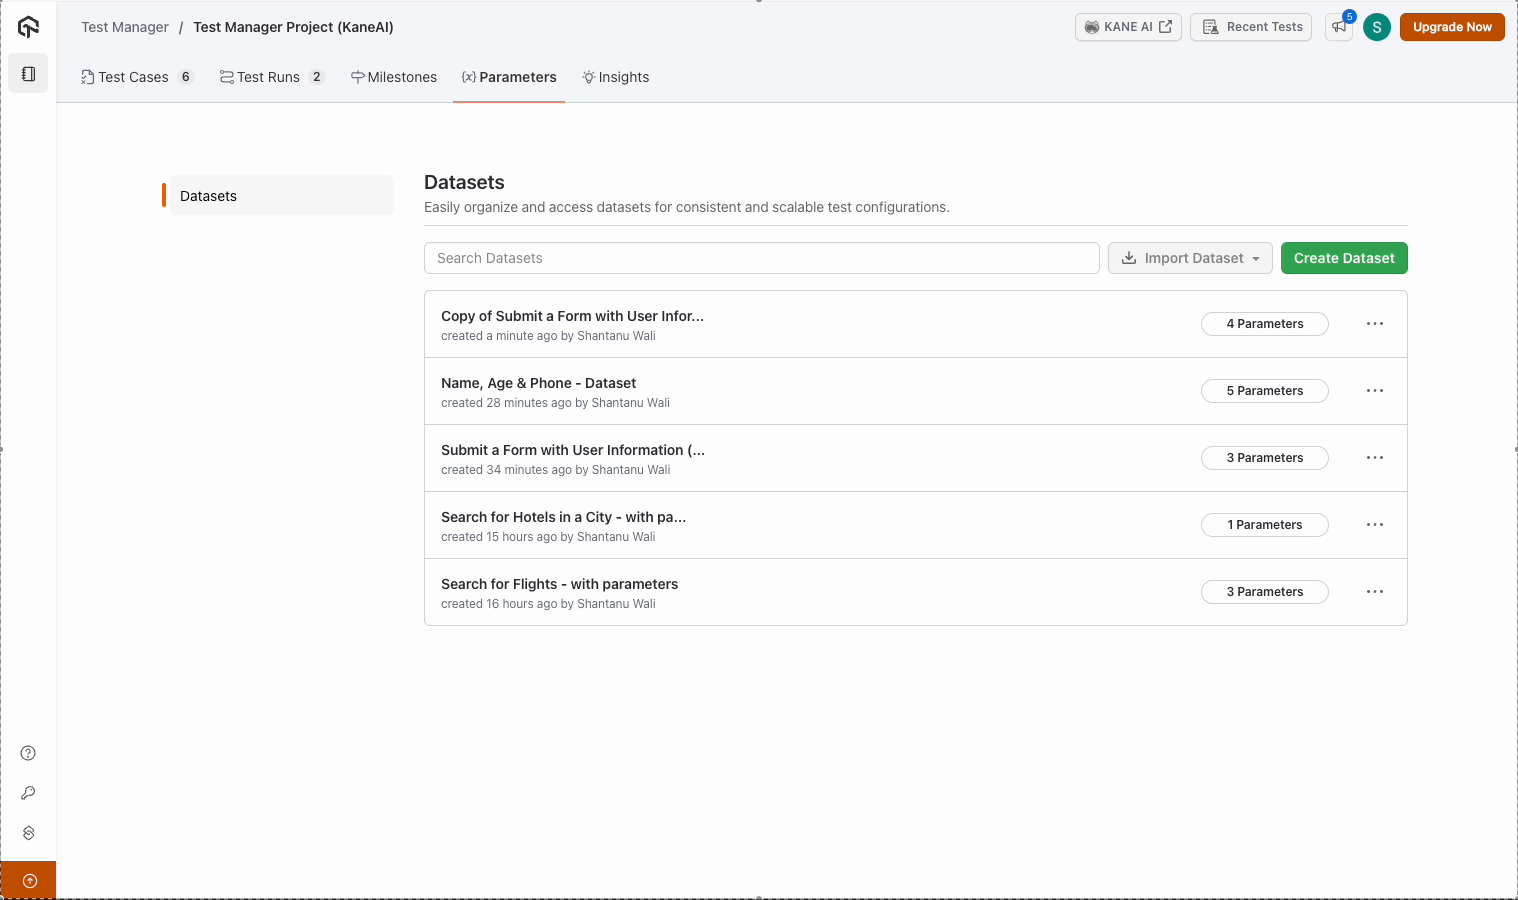 Test Manager / Test Manager Project (KaneAI)
KANE AI
Recent Tests
5
S
Upgrade Now
Test Cases 6
Test Runs 2
Milestones
{x} Parameters
Insights
Datasets
Datasets
Easily organize and access datasets for consistent and scalable test configurations.
Search Datasets
Import Dataset
Create Dataset
Copy of Submit a Form with User Infor...
created a minute ago by Shantanu Wali
4 Parameters
Name, Age & Phone - Dataset
created 28 minutes ago by Shantanu Wali
5 Parameters
Submit a Form with User Information (...
created 34 minutes ago by Shantanu Wali
3 Parameters
Search for Hotels in a City - with pa...
created 15 hours ago by Shantanu Wali
1 Parameters
Search for Flights - with parameters
created 16 hours ago by Shantanu Wali
3 Parameters